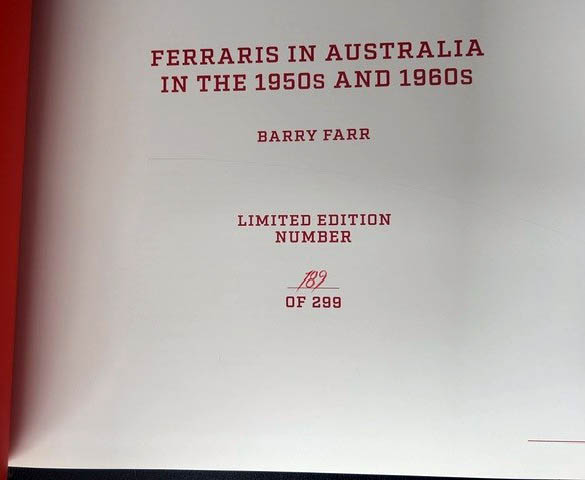 FERRARIS IN AUSTRALIA
IN THE 1950s AND 1960s
BARRY FARR
LIMITED EDITION
NUMBER
189
OF 299